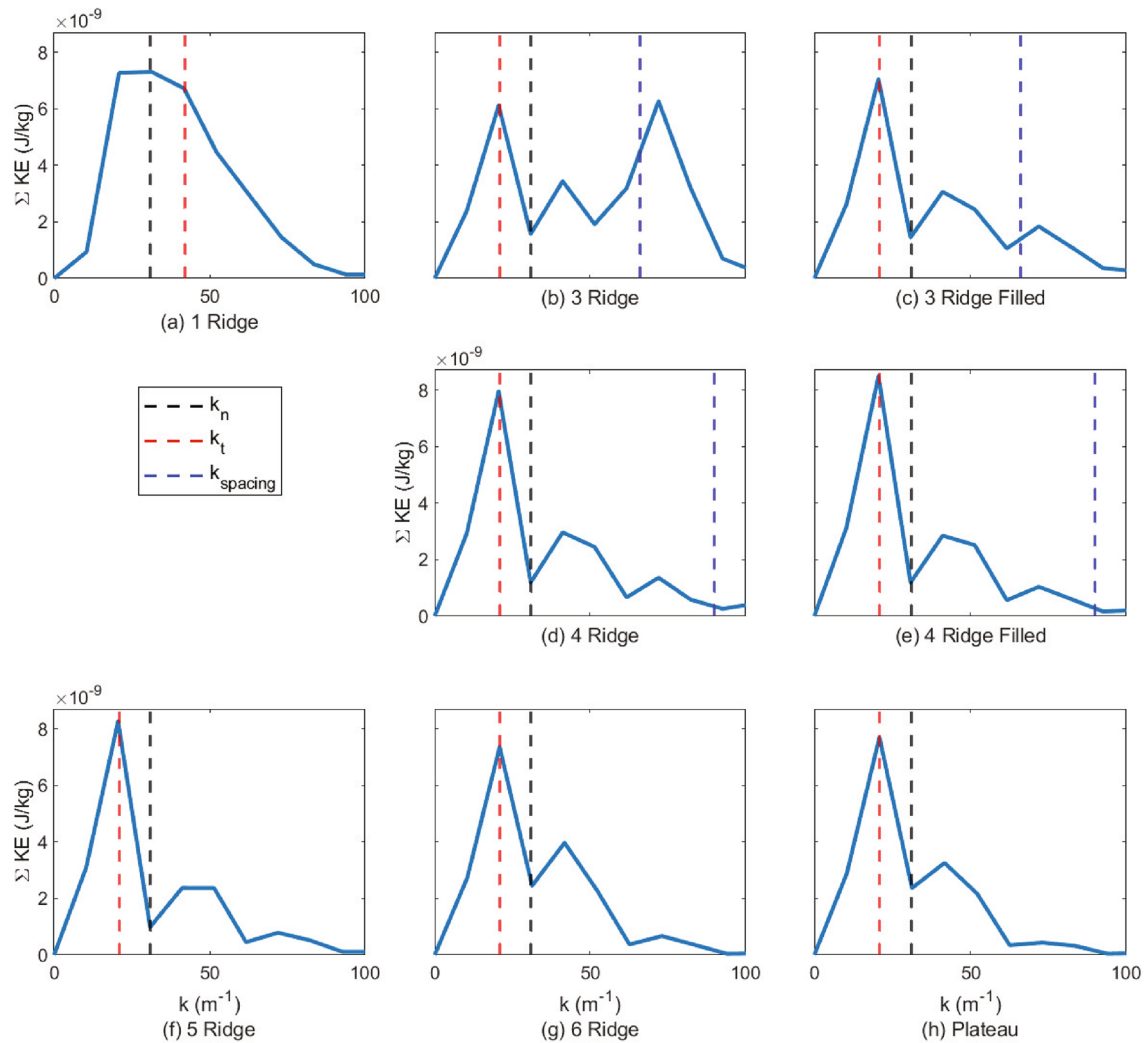 ×10⁻⁹
8
6
4
2
0
Σ KE (J/kg)
0 50 100
(a) 1 Ridge
(b) 3 Ridge
(c) 3 Ridge Filled
k_n
k_t
k_spacing
×10⁻⁹
8
6
4
2
0
Σ KE (J/kg)
(d) 4 Ridge
(e) 4 Ridge Filled
×10⁻⁹
8
6
4
2
0
Σ KE (J/kg)
0 50 100
k (m⁻¹)
(f) 5 Ridge
0 50 100
k (m⁻¹)
(g) 6 Ridge
0 50 100
k (m⁻¹)
(h) Plateau